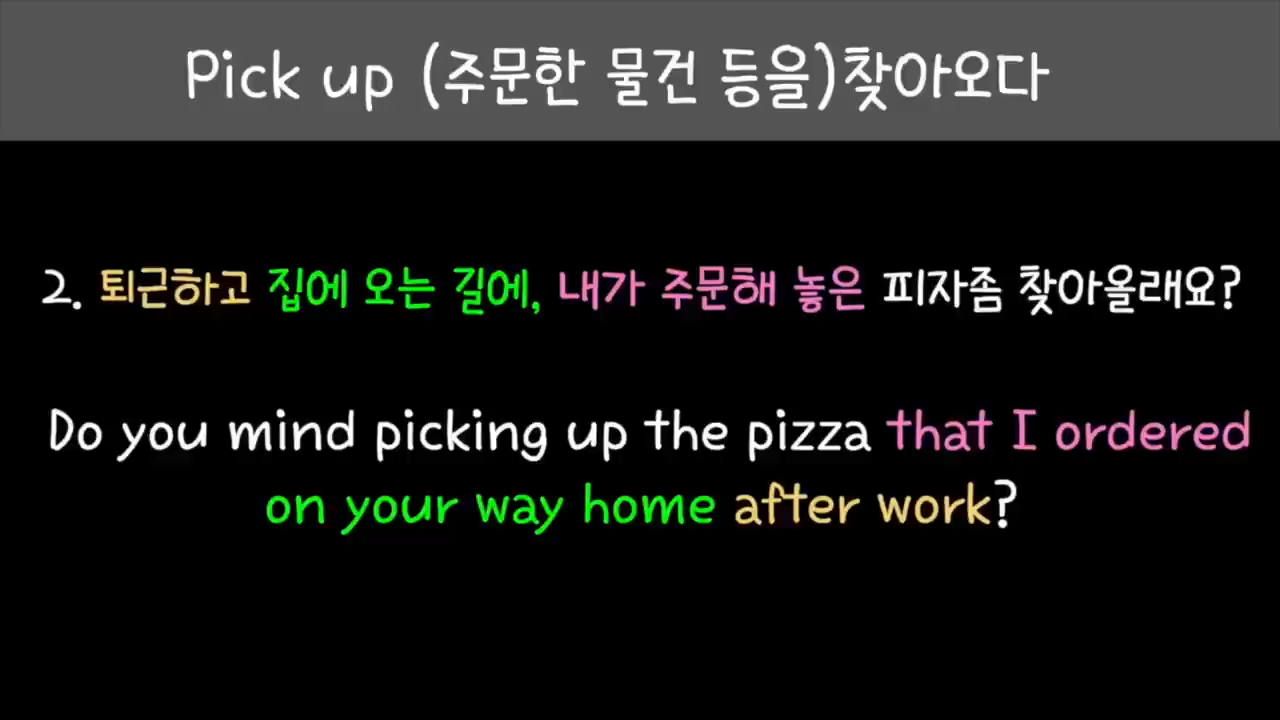 Pick up (주문한 물건 등을)찾아오다
2. 퇴근하고 집에 오는 길에, 내가 주문해 놓은 피자좀 찾아올래요?
Do you mind picking up the pizza that I ordered
on your way home after work?